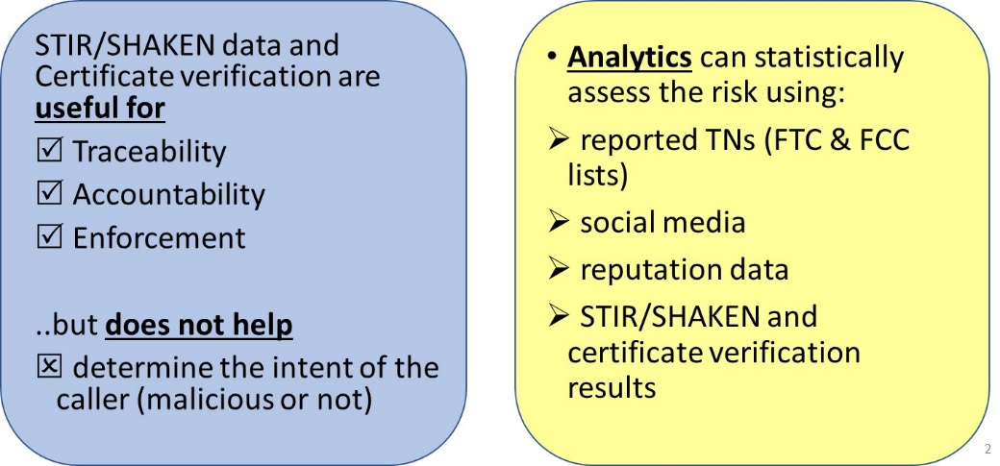 STIR/SHAKEN data and
Certificate verification are
useful for
☑ Traceability
☑ Accountability
☑ Enforcement
..but does not help
☒ determine the intent of the
caller (malicious or not)
• Analytics can statistically
assess the risk using:
➢ reported TNs (FTC & FCC
lists)
➢ social media
➢ reputation data
➢ STIR/SHAKEN and
certificate verification
results
2